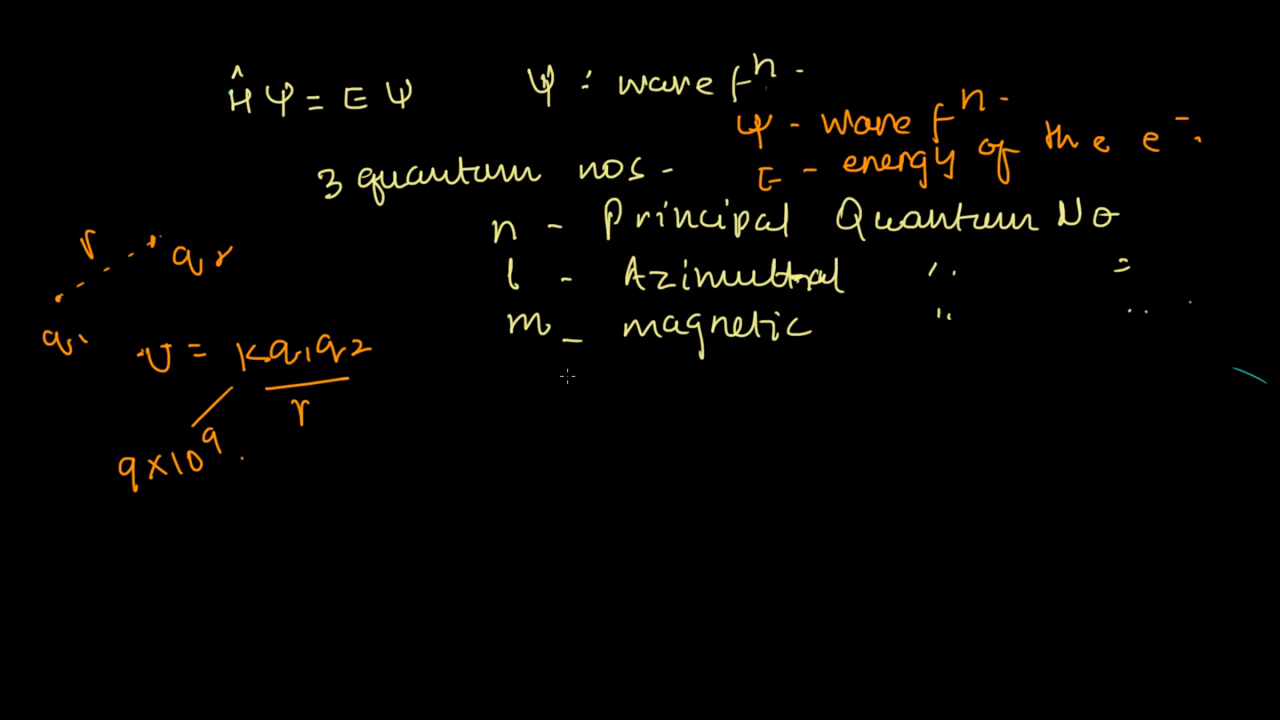 Ĥψ = Eψ ψ : wave fⁿ -
ψ - wave fⁿ -
E - energy of the e⁻.
3 quantum nos -
n - Principal Quantum No
l - Azimuthal " =
m - magnetic " "
r
q₂
q₁
U = kq₁q₂
r
9×10⁹.